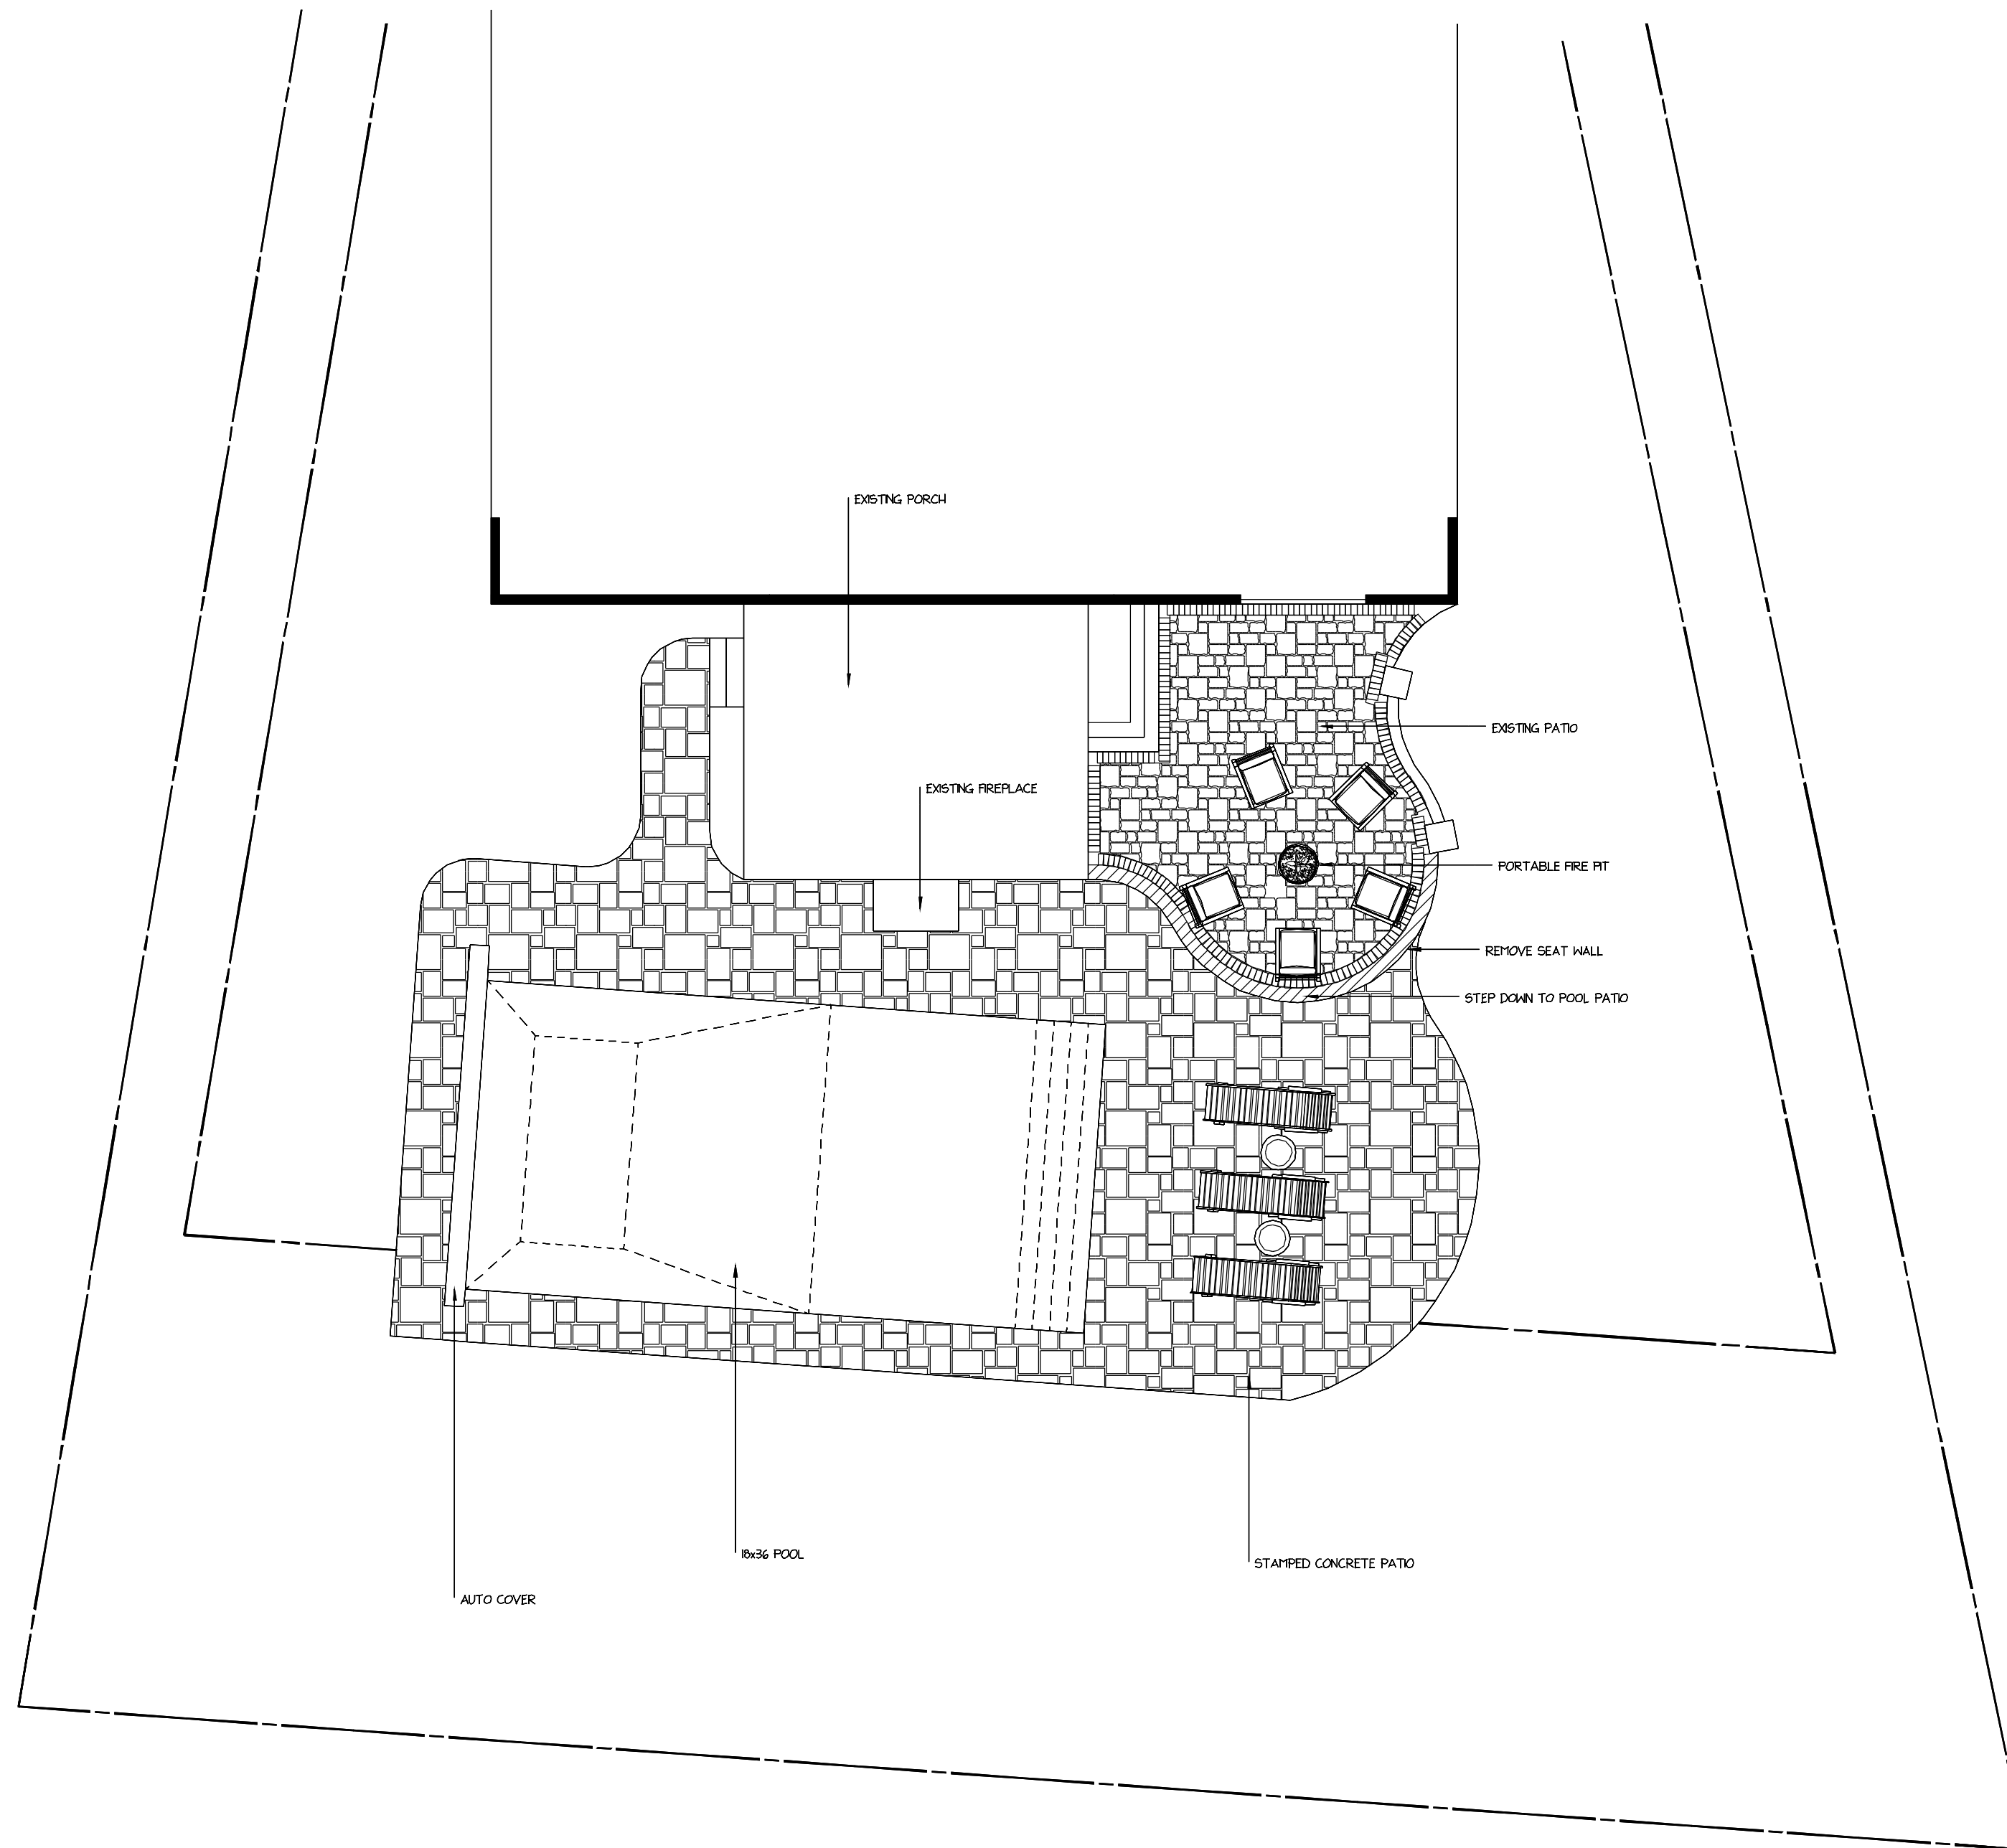 EXISTING PORCH
EXISTING PATIO
EXISTING FIREPLACE
PORTABLE FIRE PIT
REMOVE SEAT WALL
STEP DOWN TO POOL PATIO
18x36 POOL
STAMPED CONCRETE PATIO
AUTO COVER